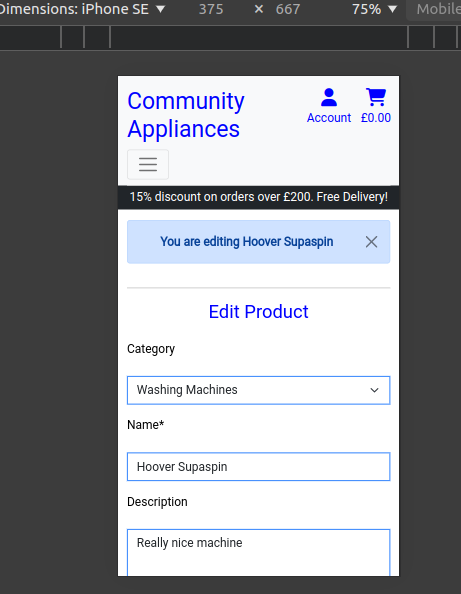 Dimensions: iPhone SE ▼ 375 × 667 75% ▼ Mobile
Community
Appliances
Account £0.00
15% discount on orders over £200. Free Delivery!
You are editing Hoover Supaspin
Edit Product
Category
Washing Machines
Name*
Hoover Supaspin
Description
Really nice machine